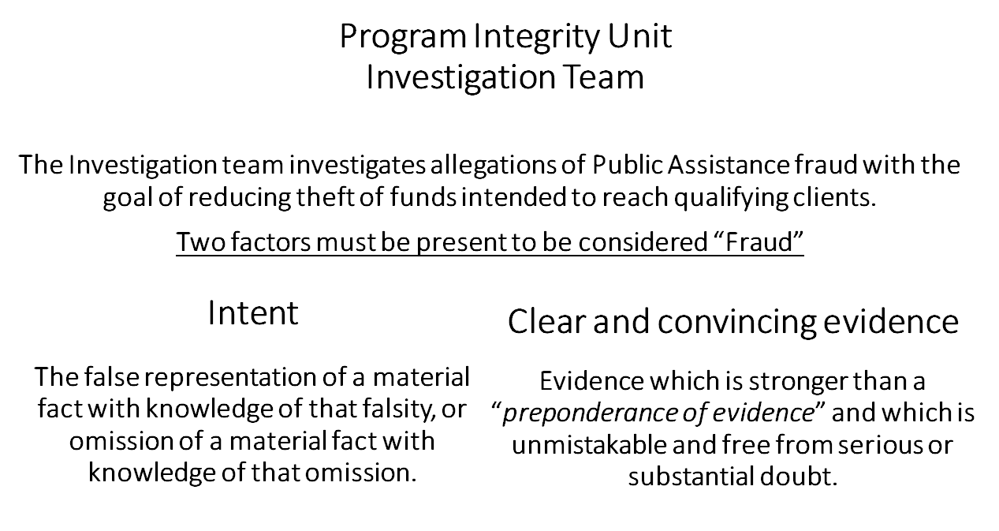 Program Integrity Unit
Investigation Team
The Investigation team investigates allegations of Public Assistance fraud with the
goal of reducing theft of funds intended to reach qualifying clients.
Two factors must be present to be considered “Fraud”
Intent
The false representation of a material
fact with knowledge of that falsity, or
omission of a material fact with
knowledge of that omission.
Clear and convincing evidence
Evidence which is stronger than a
“preponderance of evidence” and which is
unmistakable and free from serious or
substantial doubt.